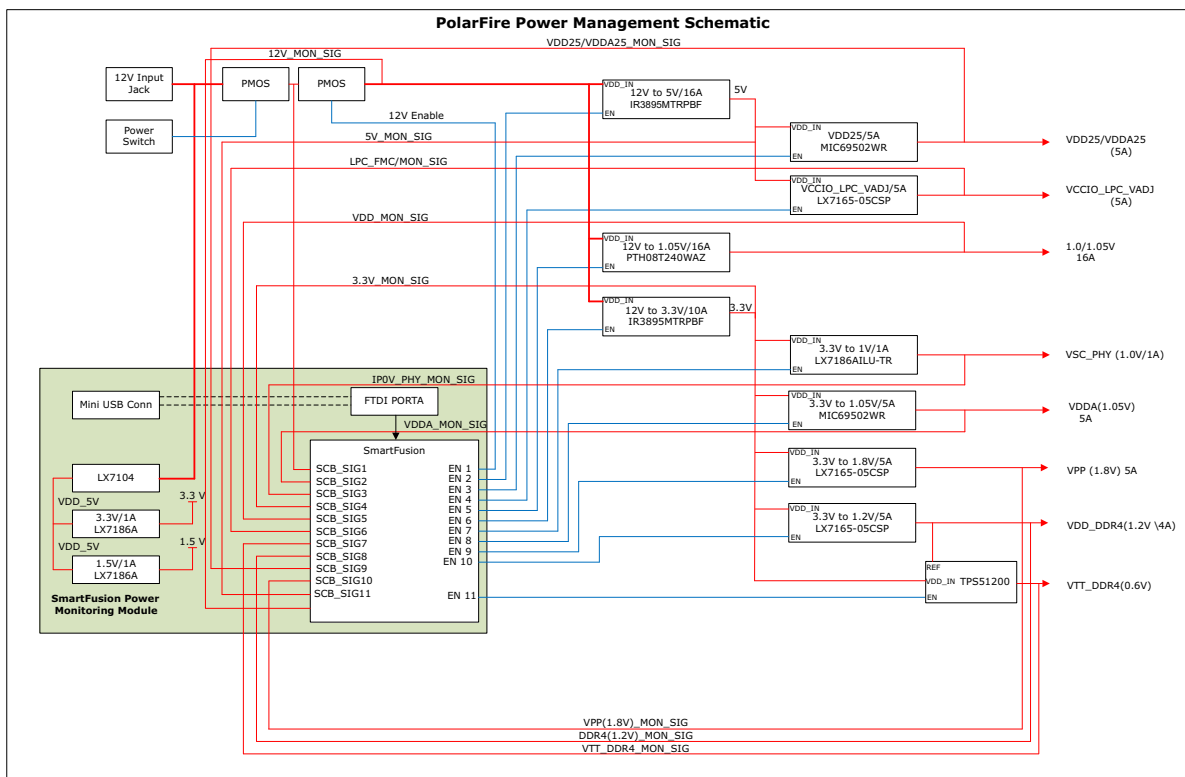 PolarFire Power Management Schematic
VDD25/VDDA25_MON_SIG
12V_MON_SIG
12V Input
Jack
PMOS
PMOS
Power
Switch
12V Enable
5V_MON_SIG
LPC_FMC/MON_SIG
VDD_MON_SIG
3.3V_MON_SIG
VDD_IN
12V to 5V/16A
IR3895MTRPBF
EN
5V
VDD_IN
VDD25/5A
MIC69502WR
EN
VDD25/VDDA25
(5A)
VDD_IN
VCCIO_LPC_VADJ/5A
LX7165-05CSP
EN
VCCIO_LPC_VADJ
(5A)
VDD_IN
12V to 1.05V/16A
PTH08T240WAZ
EN
1.0/1.05V
16A
VDD_IN
12V to 3.3V/10A
IR3895MTRPBF
EN
3.3V
VDD_IN
3.3V to 1V/1A
LX7186AILU-TR
EN
VSC_PHY (1.0V/1A)
VDD_IN
3.3V to 1.05V/5A
MIC69502WR
EN
VDDA(1.05V)
5A
VDD_IN
3.3V to 1.8V/5A
LX7165-05CSP
EN
VPP (1.8V) 5A
VDD_IN
3.3V to 1.2V/5A
LX7165-05CSP
EN
VDD_DDR4(1.2V \4A)
REF
VDD_IN
TPS51200
EN
VTT_DDR4(0.6V)
IP0V_PHY_MON_SIG
Mini USB Conn
FTDI PORTA
VDDA_MON_SIG
SmartFusion
SCB_SIG1
SCB_SIG2
SCB_SIG3
SCB_SIG4
SCB_SIG5
SCB_SIG6
SCB_SIG7
SCB_SIG8
SCB_SIG9
SCB_SIG10
SCB_SIG11
EN 1
EN 2
EN 3
EN 4
EN 5
EN 6
EN 7
EN 8
EN 9
EN 10
EN 11
LX7104
VDD_5V
3.3 V
3.3V/1A
LX7186A
VDD_5V
1.5 V
1.5V/1A
LX7186A
SmartFusion Power
Monitoring Module
VPP(1.8V)_MON_SIG
DDR4(1.2V)_MON_SIG
VTT_DDR4_MON_SIG